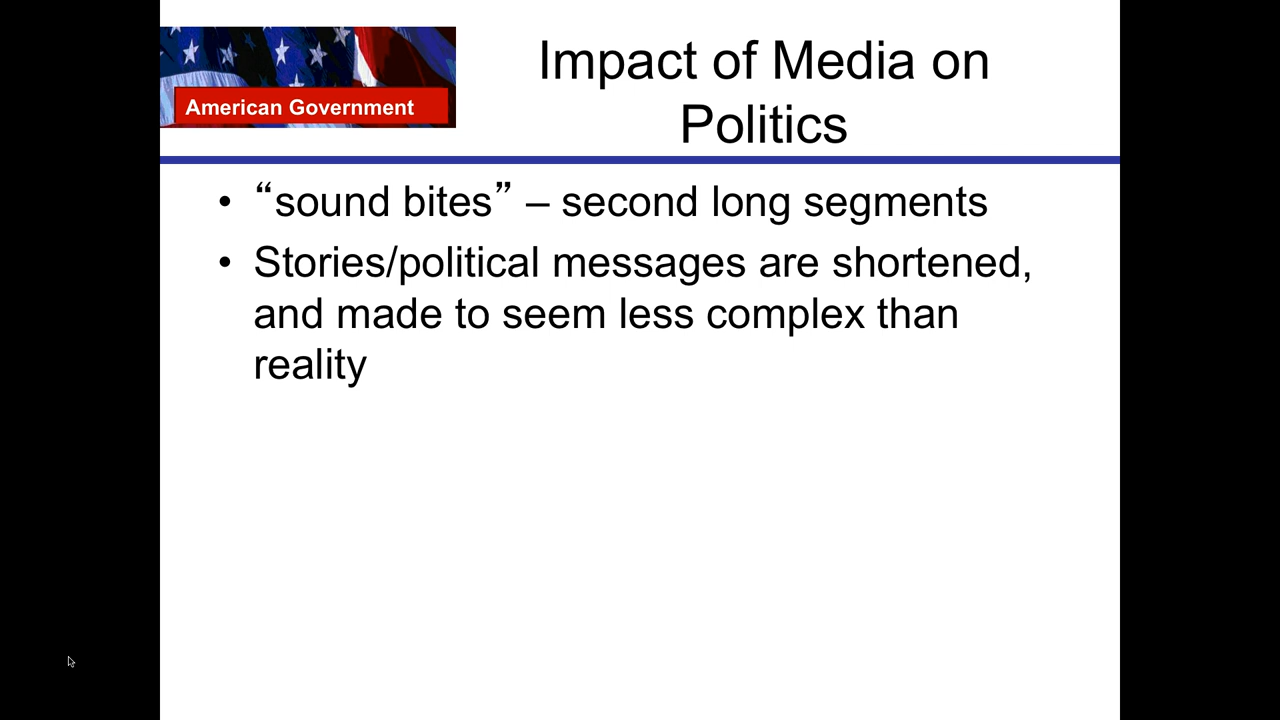 American Government
Impact of Media on
Politics
• “sound bites” – second long segments
• Stories/political messages are shortened,
and made to seem less complex than
reality